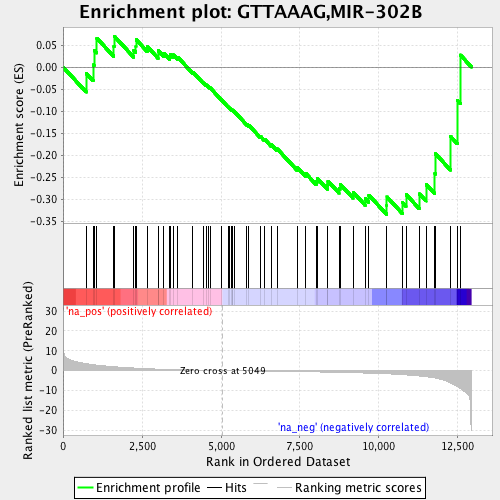 Enrichment plot: GTTAAAG,MIR-302B
Enrichment score (ES)
0.05
0.00
-0.05
-0.10
-0.15
-0.20
-0.25
-0.30
-0.35
'na_pos' (positively correlated)
Ranked list metric (PreRanked)
30
20
10
0
-10
-20
-30
Zero cross at 5049
'na_neg' (negatively correlated)
0
2,500
5,000
7,500
10,000
12,500
Rank in Ordered Dataset
Enrichment profile
Hits
Ranking metric scores